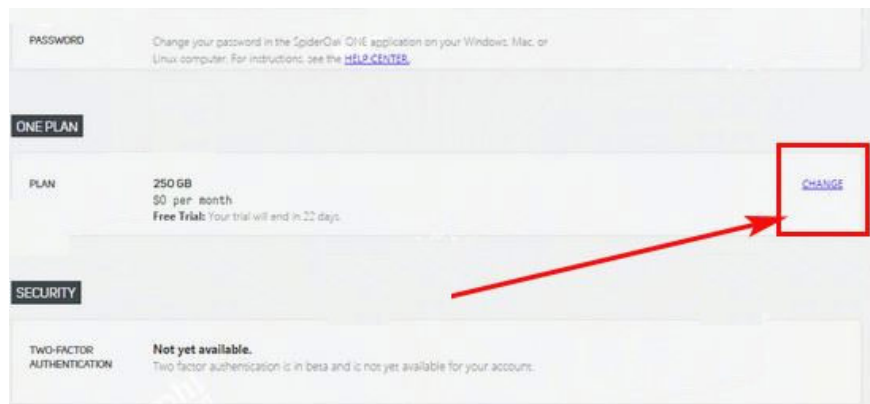 PASSWORD
Change your password in the SpiderOak ONE application on your Windows, Mac, or
Linux computer. For instructions, see the HELP CENTER.
ONE PLAN
PLAN
250 GB
$0 per month
Free Trial: Your trial will end in 22 days.
CHANGE
SECURITY
TWO-FACTOR
AUTHENTICATION
Not yet available.
Two factor authentication is in beta and is not yet available for your account.